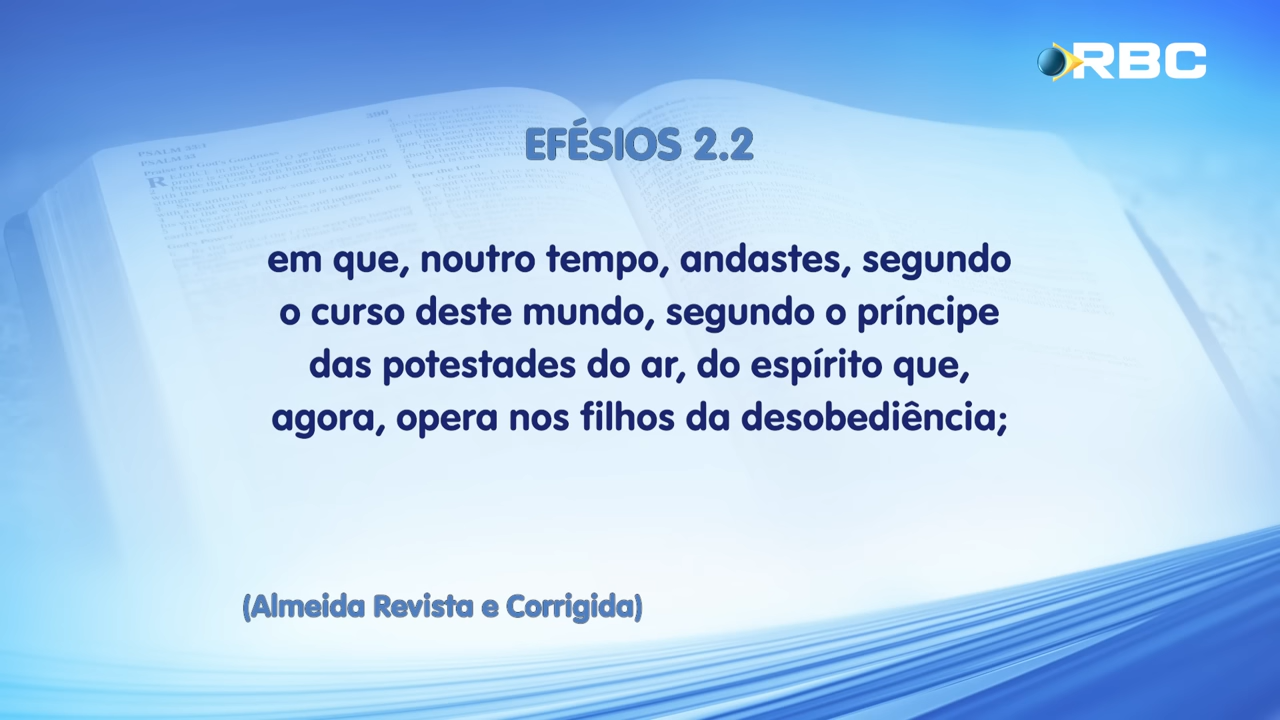 RBC
EFÉSIOS 2.2
em que, noutro tempo, andastes, segundo
o curso deste mundo, segundo o príncipe
das potestades do ar, do espírito que,
agora, opera nos filhos da desobediência;
(Almeida Revista e Corrigida)